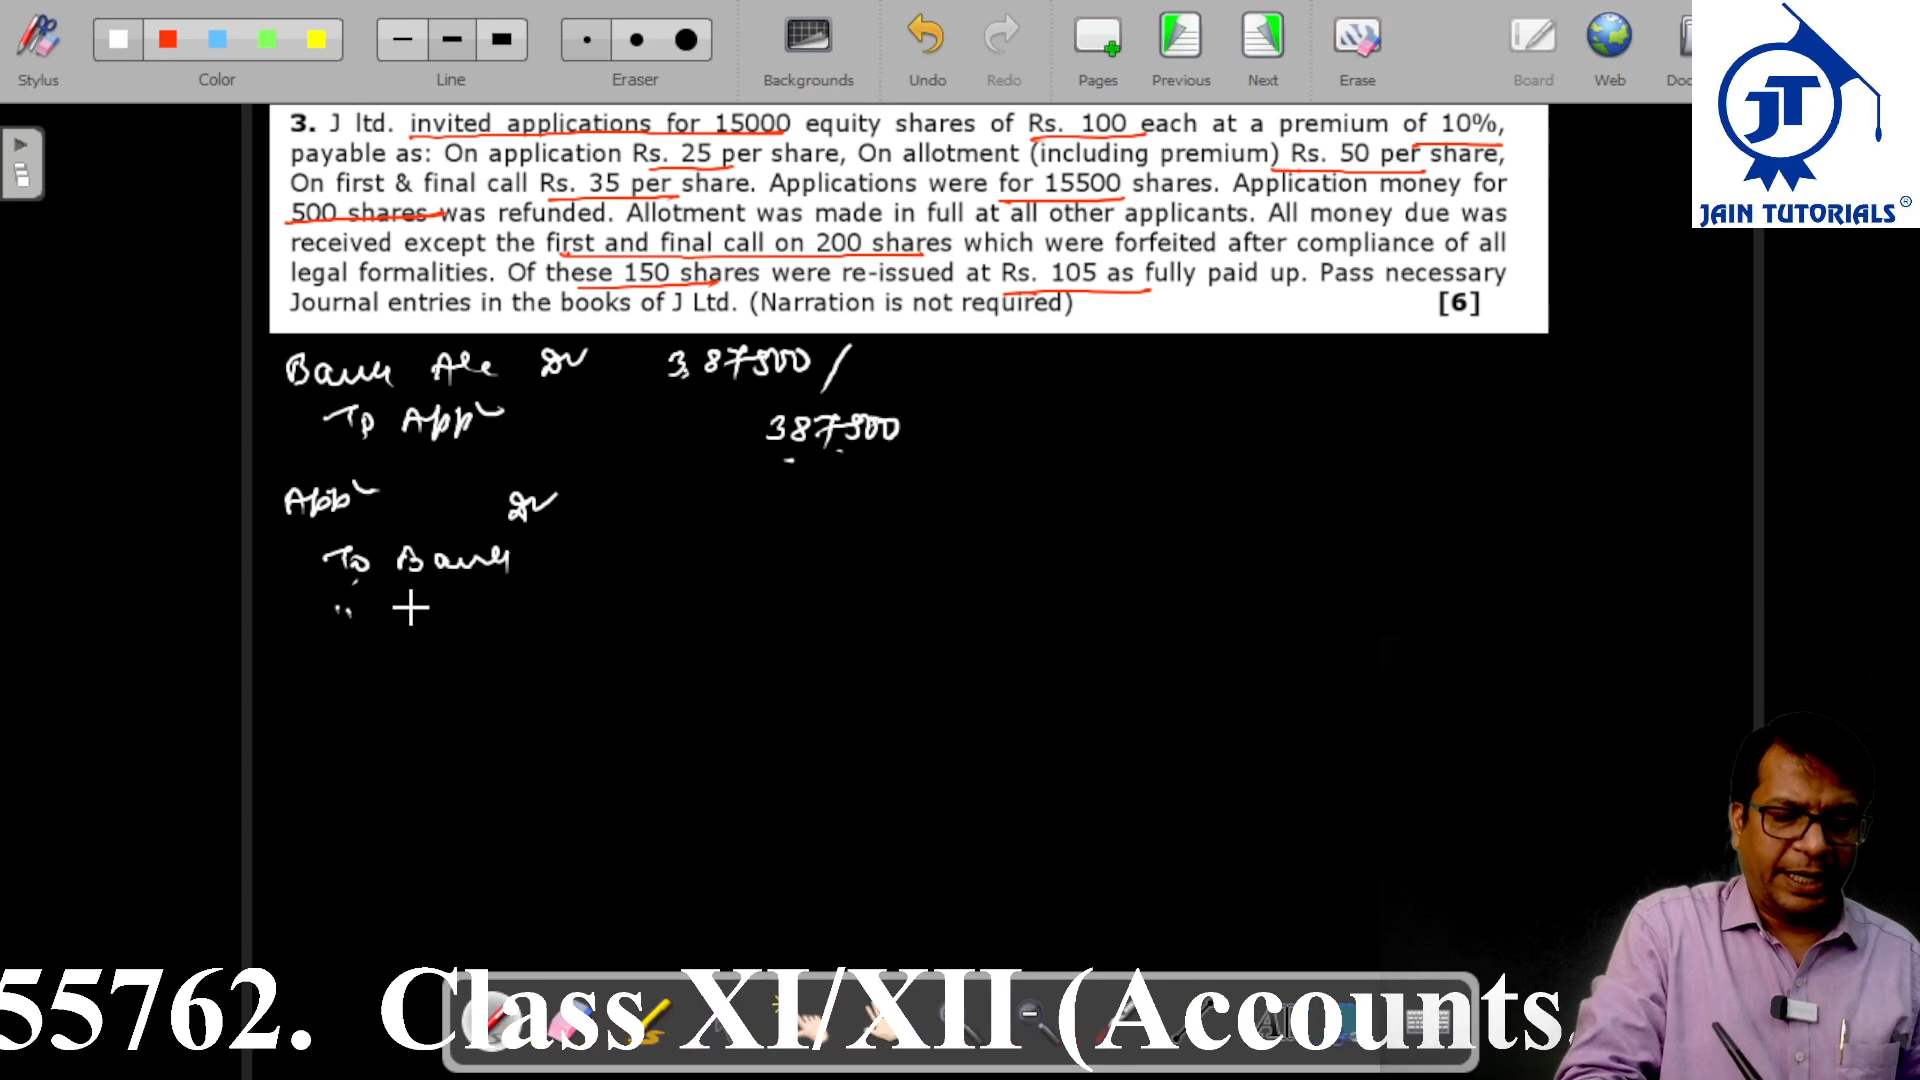 Stylus
Color
Line
Eraser
Backgrounds
Undo
Redo
Pages
Previous
Next
Erase
Board
Web
JT
JAIN TUTORIALS®
3. J ltd. invited applications for 15000 equity shares of Rs. 100 each at a premium of 10%,
payable as: On application Rs. 25 per share, On allotment (including premium) Rs. 50 per share,
On first & final call Rs. 35 per share. Applications were for 15500 shares. Application money for
500 shares was refunded. Allotment was made in full at all other applicants. All money due was
received except the first and final call on 200 shares which were forfeited after compliance of all
legal formalities. Of these 150 shares were re-issued at Rs. 105 as fully paid up. Pass necessary
Journal entries in the books of J Ltd. (Narration is not required) [6]
Bank A/c Dr 387500 /
To Appl 387500
Appl Dr
To Bank
"
55762. Class XI/XII (Accounts,